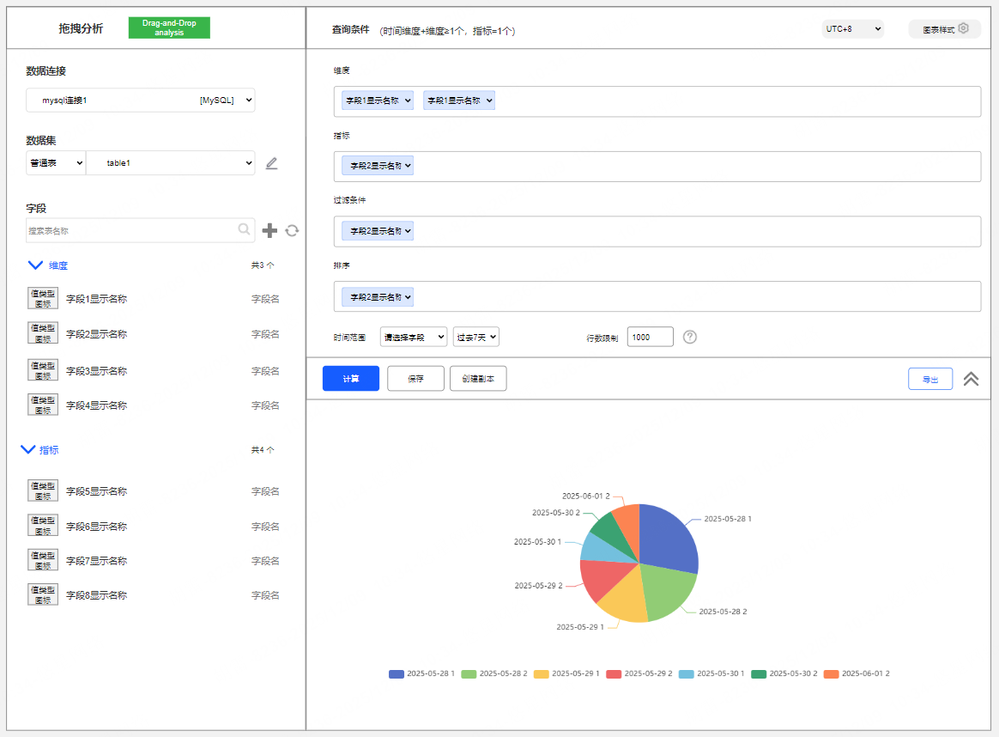 拖拽分析
Drag-and-Drop
analysis
数据连接
mysql连接1 [MySQL]
数据集
普通表 table1
字段
搜索表名称
维度 共3 个
值类型
图标
字段1显示名称 字段名
值类型
图标
字段2显示名称 字段名
值类型
图标
字段3显示名称 字段名
值类型
图标
字段4显示名称 字段名
指标 共4 个
值类型
图标
字段5显示名称 字段名
值类型
图标
字段6显示名称 字段名
值类型
图标
字段7显示名称 字段名
值类型
图标
字段8显示名称 字段名
查询条件 (时间维度+维度≥1个，指标=1个) UTC+8 图表样式
维度
字段1显示名称 字段1显示名称
指标
字段2显示名称
过滤条件
字段2显示名称
排序
字段2显示名称
时间范围 请选择字段 过去7天 行数限制 1000 ?
计算 保存 创建副本 导出
2025-06-01 2
2025-05-30 2
2025-05-28 1
2025-05-30 1
2025-05-29 2
2025-05-28 2
2025-05-29 1
2025-05-28 1 2025-05-28 2 2025-05-29 1 2025-05-29 2 2025-05-30 1 2025-05-30 2 2025-06-01 2